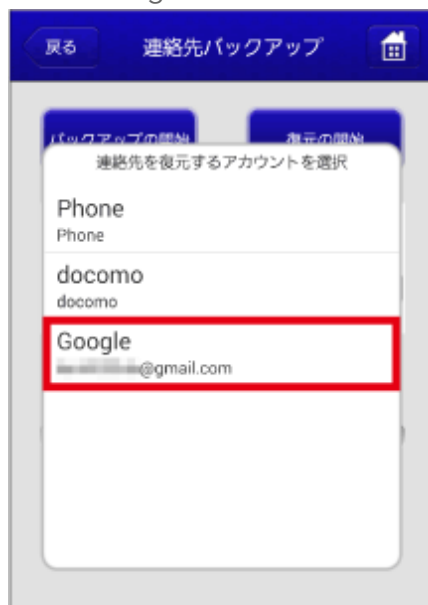 戻る
連絡先バックアップ
バックアップの開始
復元の開始
連絡先を復元するアカウントを選択
Phone
Phone
docomo
docomo
Google
@gmail.com